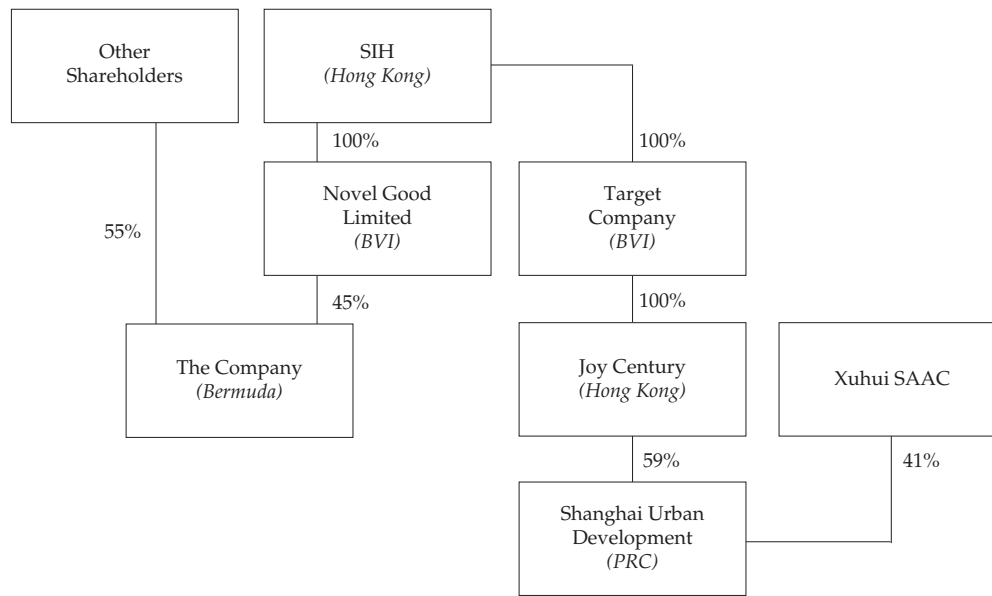 Other
Shareholders
SIH
(Hong Kong)
100%
100%
Novel Good
Limited
(BVI)
Target
Company
(BVI)
55%
45%
100%
The Company
(Bermuda)
Joy Century
(Hong Kong)
Xuhui SAAC
59%
41%
Shanghai Urban
Development
(PRC)